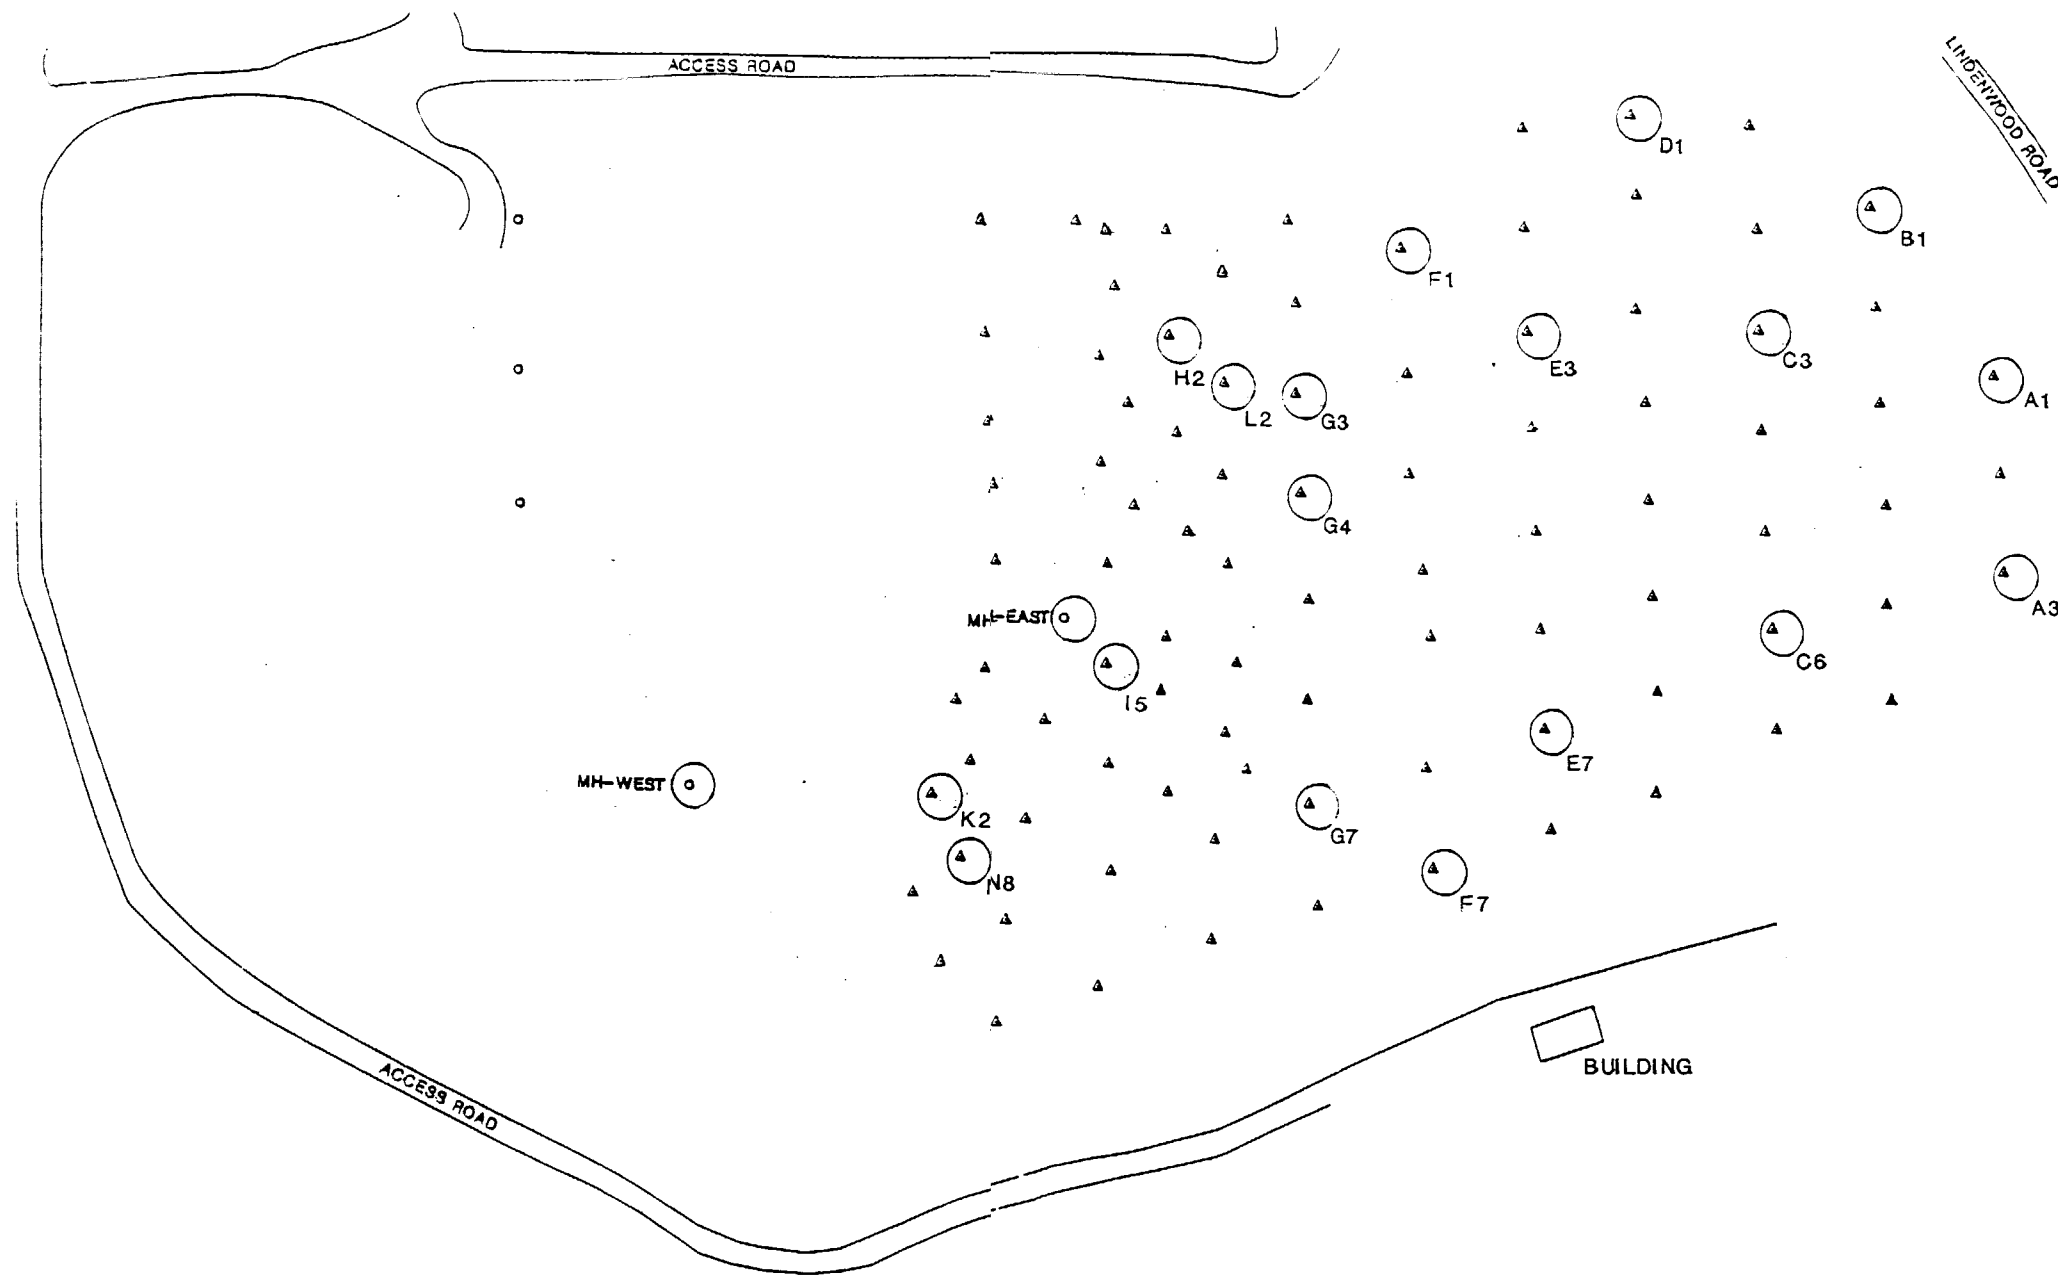 ACCESS ROAD
LINDENWOOD ROAD
D1
B1
F1
E3
C3
H2
A1
L2
G3
G4
A3
MH-EAST
C6
I5
E7
MH-WEST
K2
G7
N8
F7
BUILDING
ACCESS ROAD